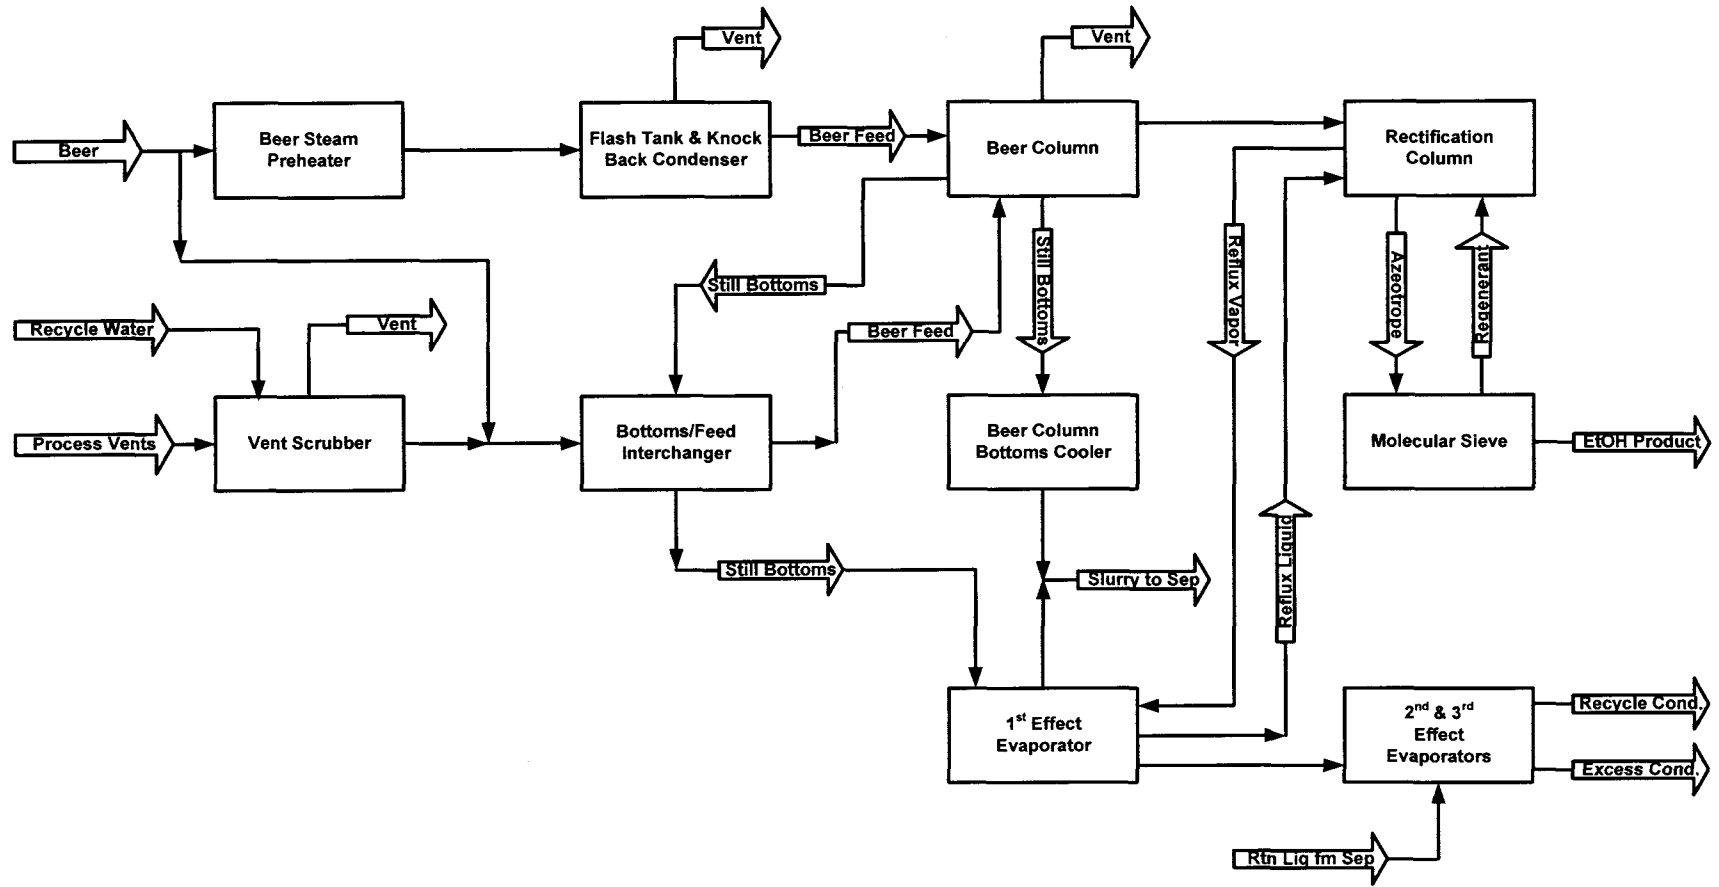 Vent
Vent
Beer
Beer Steam
Preheater
Flash Tank & Knock
Back Condenser
Beer Feed
Beer Column
Rectification
Column
Still Bottoms
Still Bottoms
Reflux Vapor
Azeotrope
Regenerant
Recycle Water
Vent
Beer Feed
Process Vents
Vent Scrubber
Bottoms/Feed
Interchanger
Beer Column
Bottoms Cooler
Molecular Sieve
EtOH Product
Still Bottoms
Slurry to Sep
Reflux Liquid
1st Effect
Evaporator
2nd & 3rd
Effect
Evaporators
Recycle Cond.
Excess Cond.
Rtn Liq fm Sep